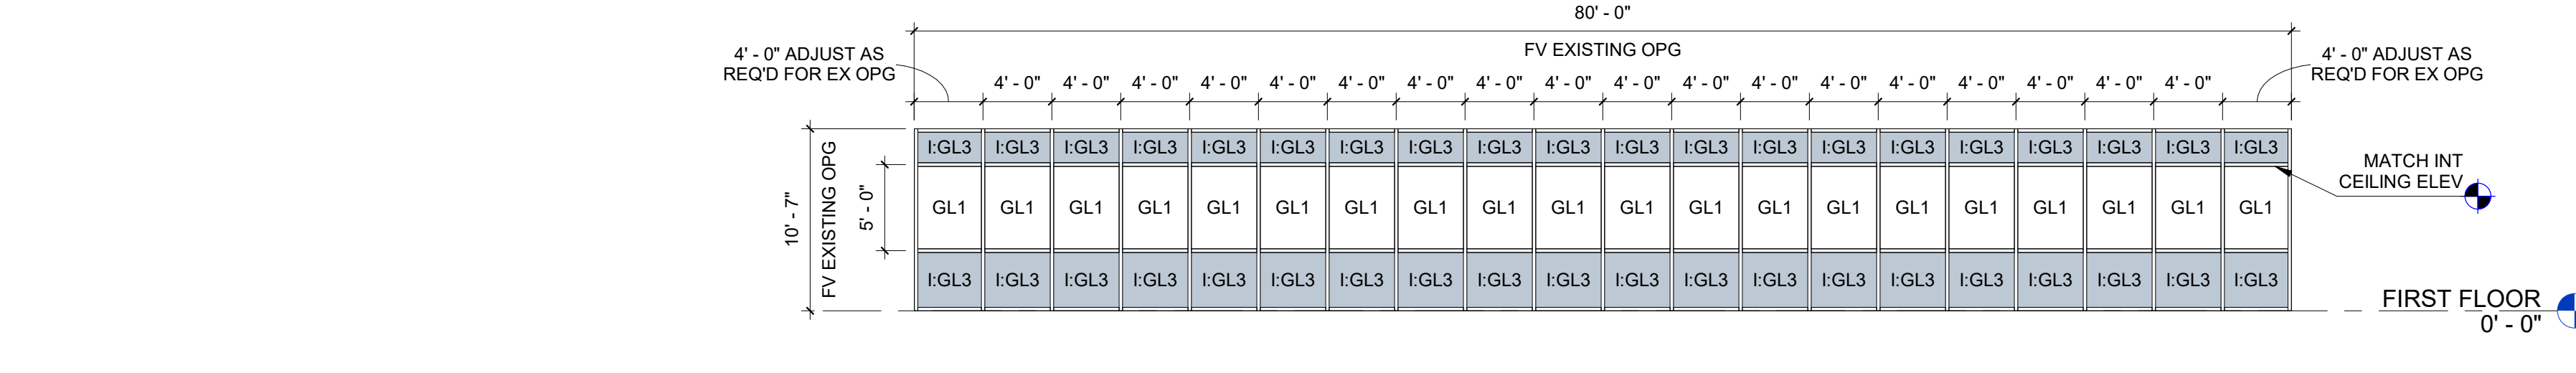 80' - 0"
FV EXISTING OPG
4' - 0" ADJUST AS
REQ'D FOR EX OPG
4' - 0" 4' - 0" 4' - 0" 4' - 0" 4' - 0" 4' - 0" 4' - 0" 4' - 0" 4' - 0" 4' - 0" 4' - 0" 4' - 0" 4' - 0" 4' - 0" 4' - 0" 4' - 0" 4' - 0" 4' - 0"
4' - 0" ADJUST AS
REQ'D FOR EX OPG
10' - 7"
FV EXISTING OPG
5' - 0"
I:GL3 I:GL3 I:GL3 I:GL3 I:GL3 I:GL3 I:GL3 I:GL3 I:GL3 I:GL3 I:GL3 I:GL3 I:GL3 I:GL3 I:GL3 I:GL3 I:GL3 I:GL3 I:GL3 I:GL3
GL1 GL1 GL1 GL1 GL1 GL1 GL1 GL1 GL1 GL1 GL1 GL1 GL1 GL1 GL1 GL1 GL1 GL1 GL1 GL1
I:GL3 I:GL3 I:GL3 I:GL3 I:GL3 I:GL3 I:GL3 I:GL3 I:GL3 I:GL3 I:GL3 I:GL3 I:GL3 I:GL3 I:GL3 I:GL3 I:GL3 I:GL3 I:GL3 I:GL3
MATCH INT
CEILING ELEV
FIRST FLOOR
0' - 0"